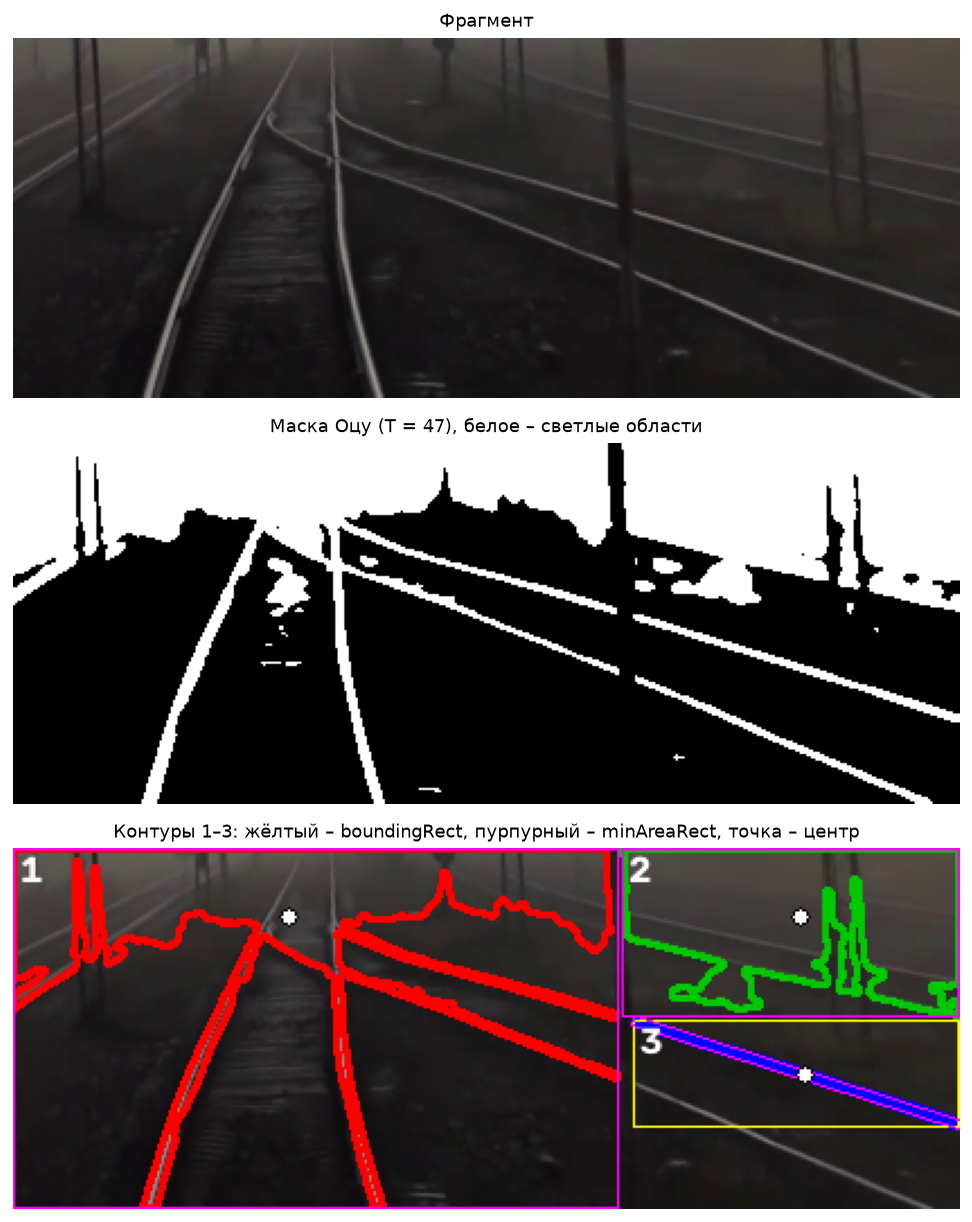 Фрагмент
Маска Оцу (T = 47), белое – светлые области
Контуры 1–3: жёлтый – boundingRect, пурпурный – minAreaRect, точка – центр
1
2
3